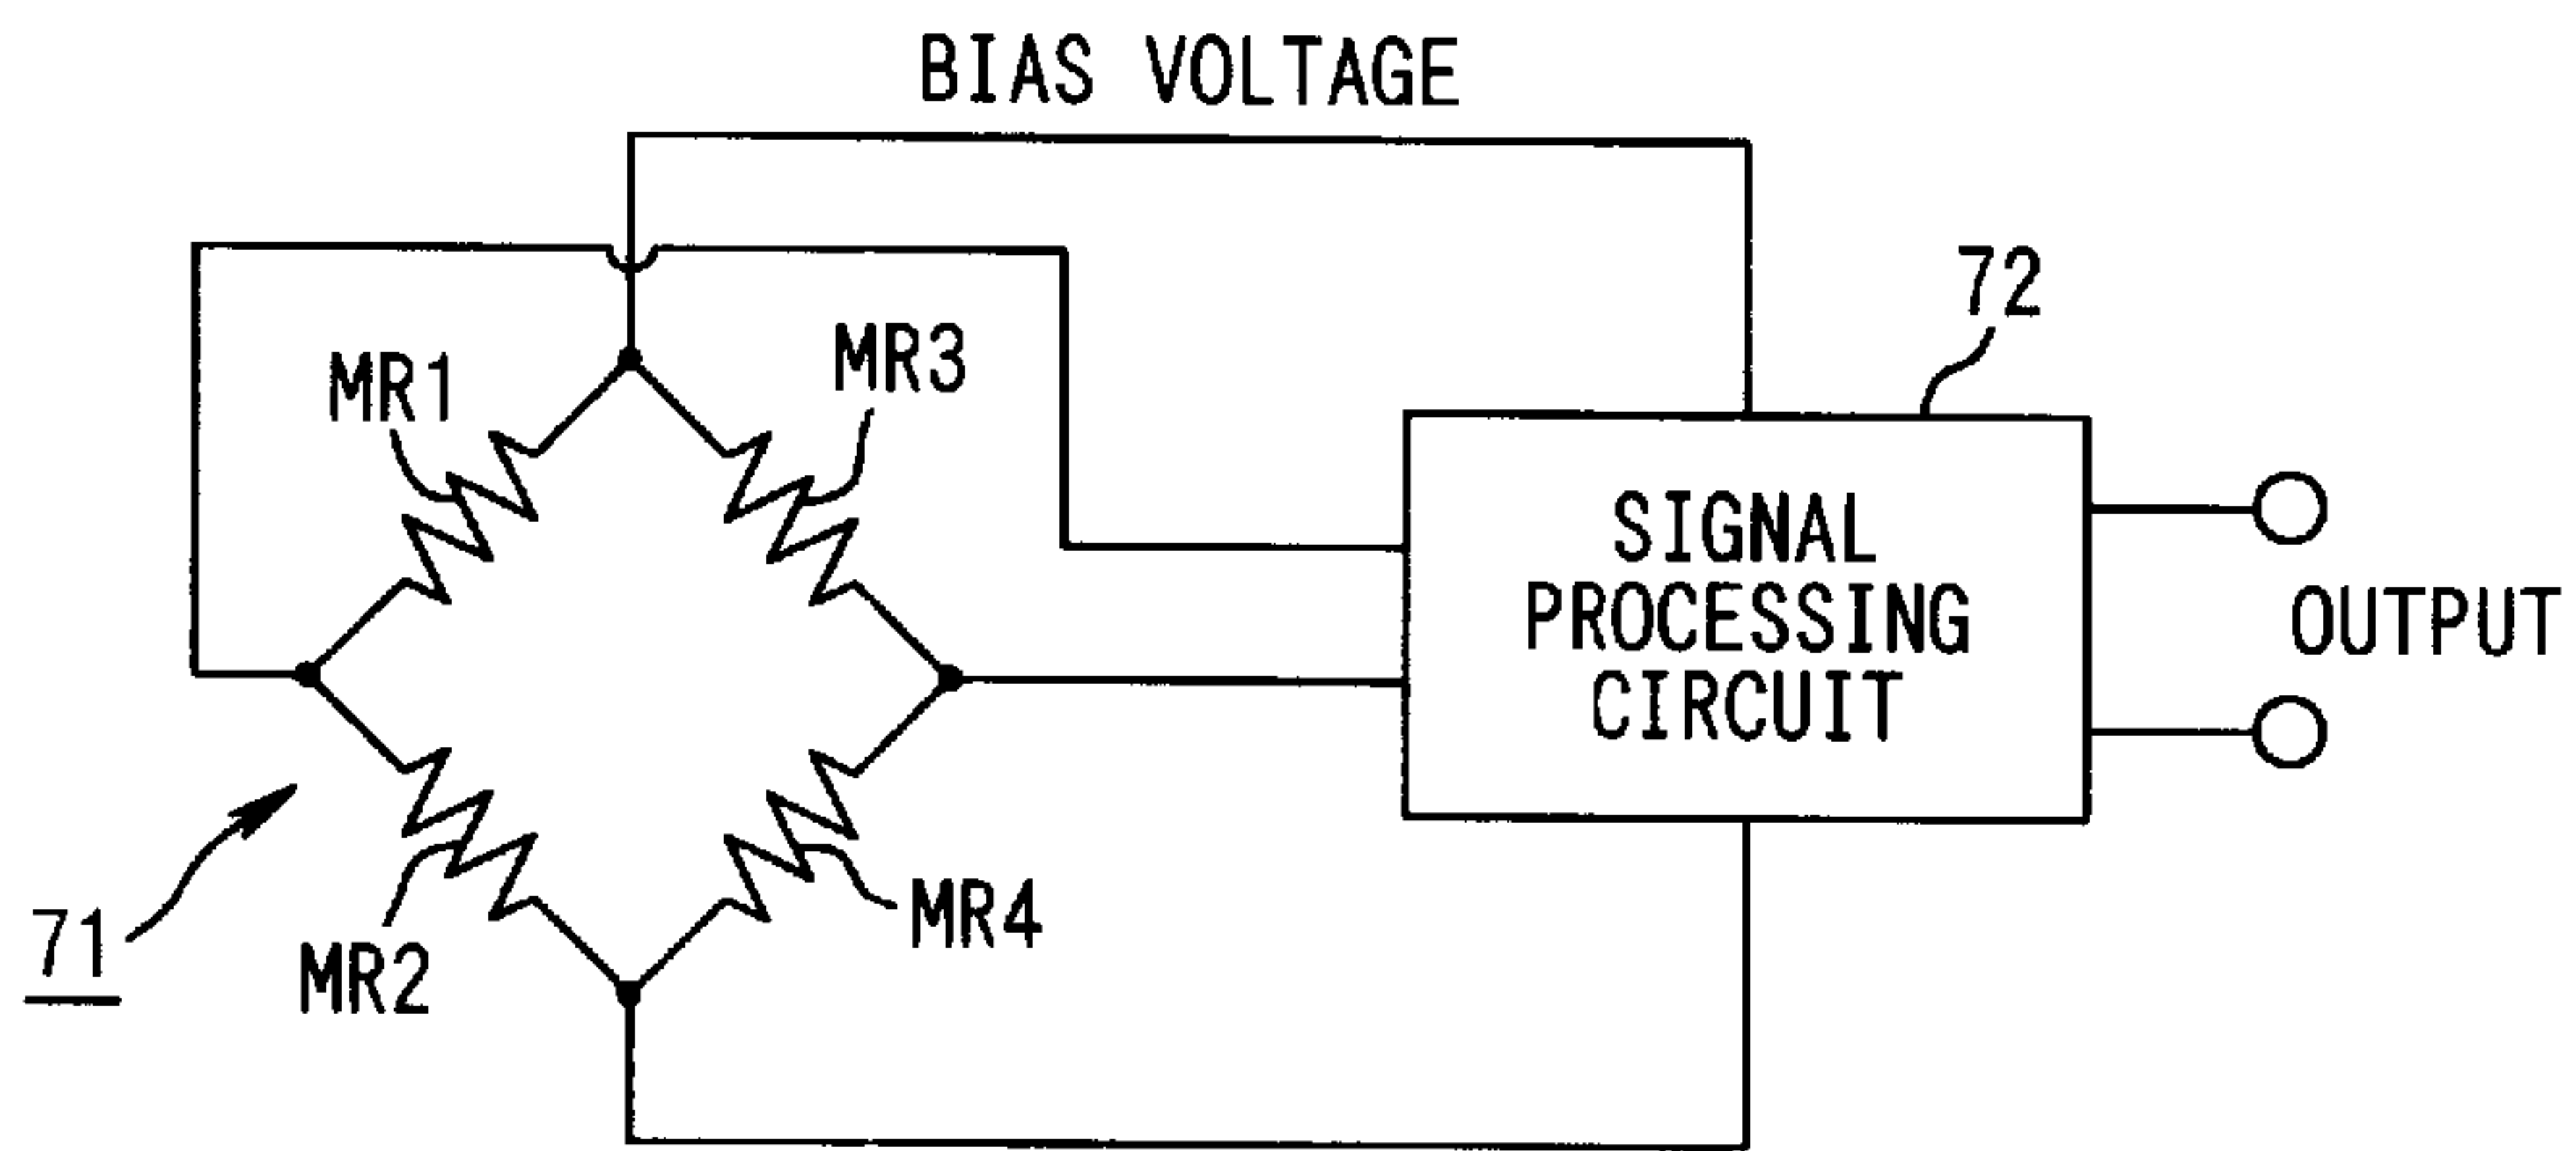 BIAS VOLTAGE
72
MR3
MR1
SIGNAL
PROCESSING
CIRCUIT
OUTPUT
MR4
71
MR2